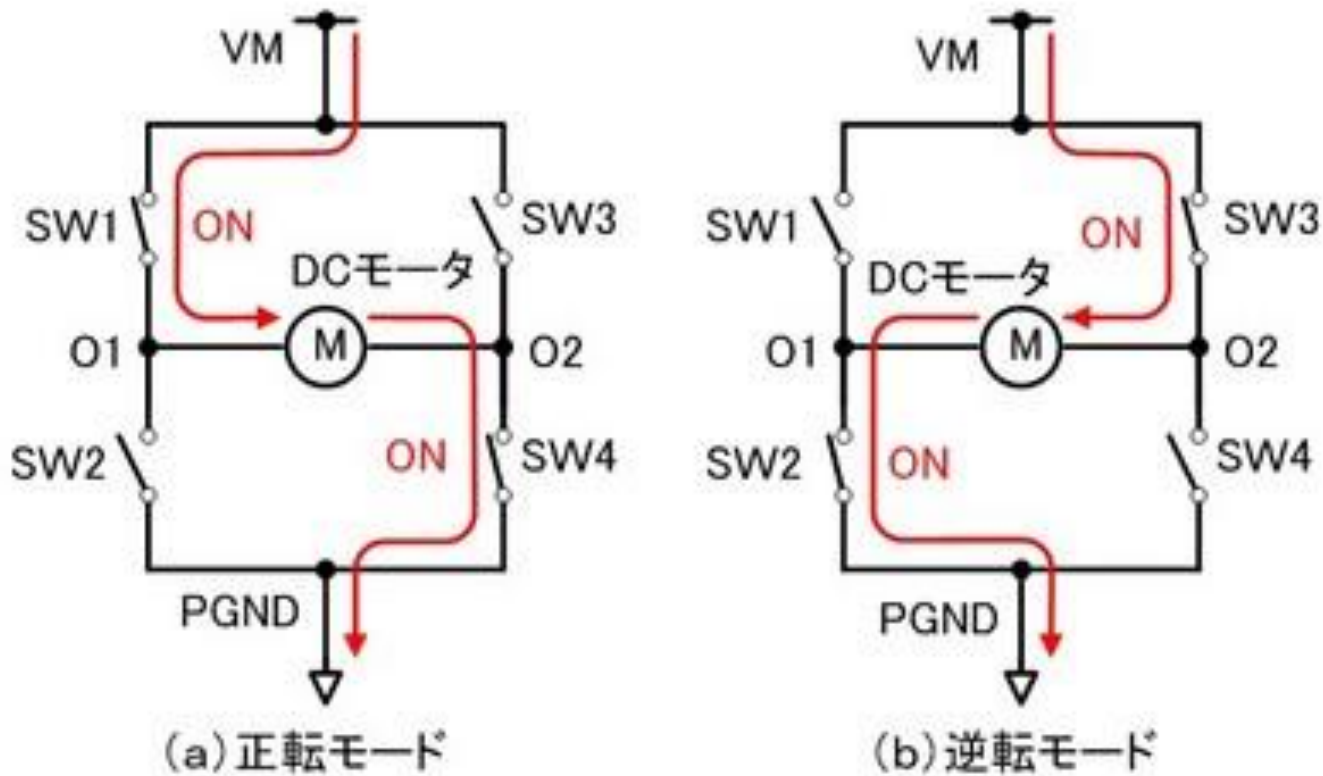 VM
SW1
ON
SW3
DCモータ
O1
M
O2
SW2
ON
SW4
PGND
(a)正転モード
VM
SW1
ON
SW3
DCモータ
O1
M
O2
SW2
ON
SW4
PGND
(b)逆転モード